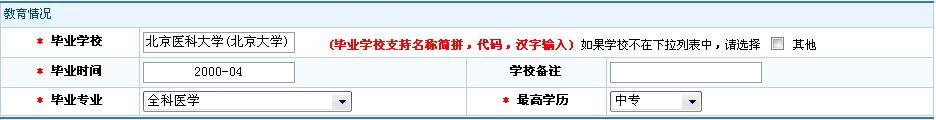 教育情况
* 毕业学校 北京医科大学(北京大学) (毕业学校支持名称简拼，代码，汉字输入) 如果学校不在下拉列表中，请选择 其他
* 毕业时间 2000-04 学校备注
* 毕业专业 全科医学 * 最高学历 中专